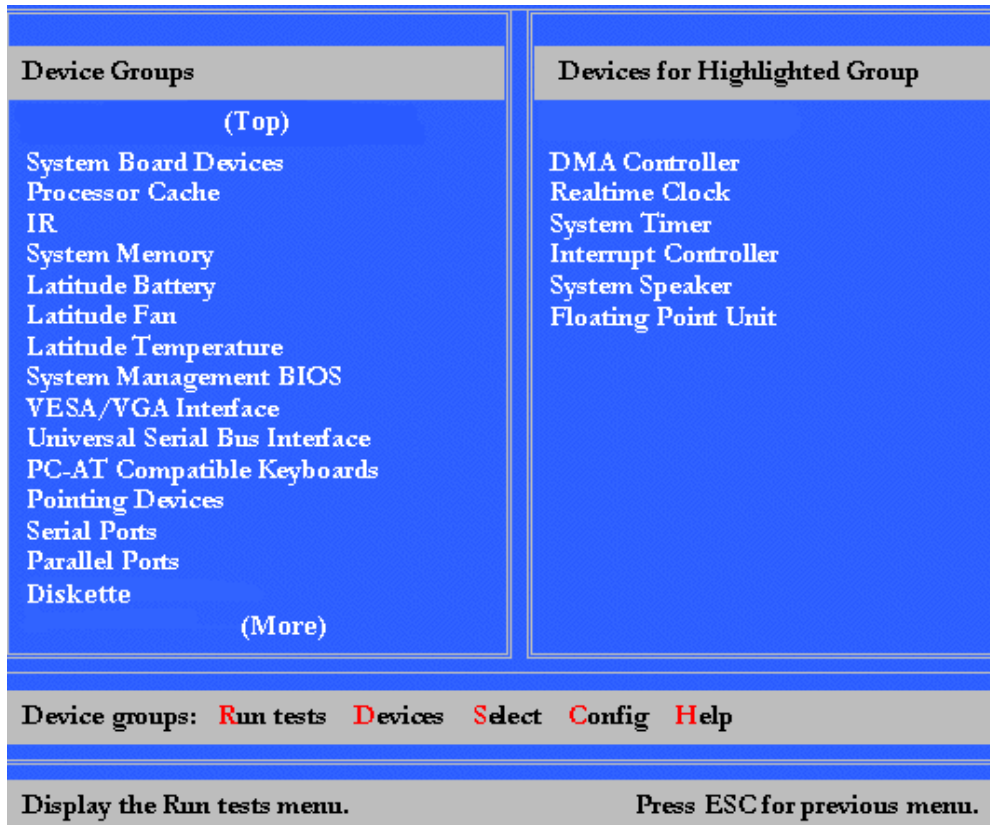 Device Groups
(Top)
System Board Devices
Processor Cache
IR
System Memory
Latitude Battery
Latitude Fan
Latitude Temperature
System Management BIOS
VESA/VGA Interface
Universal Serial Bus Interface
PC-AT Compatible Keyboards
Pointing Devices
Serial Ports
Parallel Ports
Diskette
(More)
Devices for Highlighted Group
DMA Controller
Realtime Clock
System Timer
Interrupt Controller
System Speaker
Floating Point Unit
Device groups: Run tests Devices Select Config Help
Display the Run tests menu. Press ESC for previous menu.